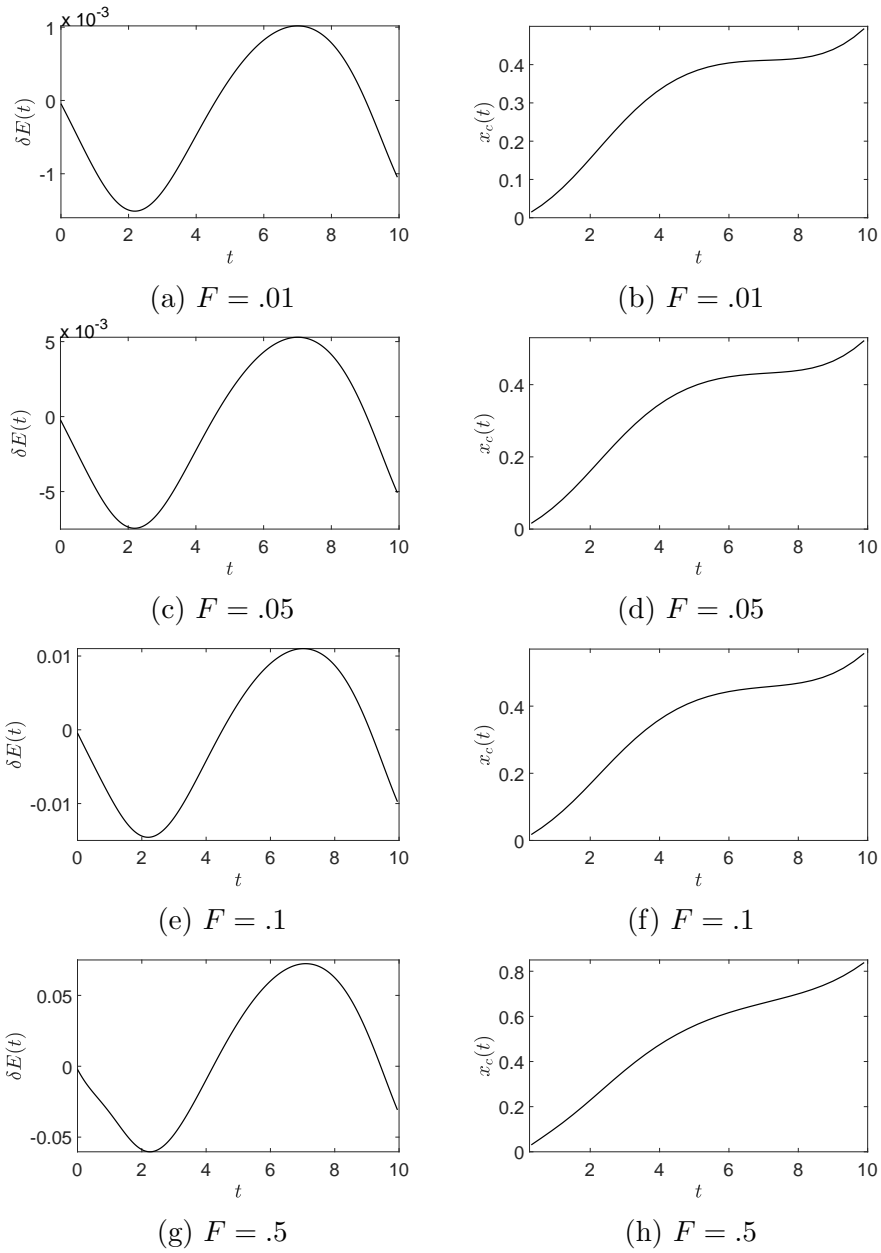 x 10⁻³
1
0
-1
δE(t)
0 2 4 6 8 10
t
(a) F = .01
0.4
0.3
0.2
0.1
0
x_c(t)
2 4 6 8 10
t
(b) F = .01
x 10⁻³
5
0
-5
δE(t)
0 2 4 6 8 10
t
(c) F = .05
0.4
0.2
0
x_c(t)
2 4 6 8 10
t
(d) F = .05
0.01
0
-0.01
δE(t)
0 2 4 6 8 10
t
(e) F = .1
0.4
0.2
0
x_c(t)
2 4 6 8 10
t
(f) F = .1
0.05
0
-0.05
δE(t)
0 2 4 6 8 10
t
(g) F = .5
0.8
0.6
0.4
0.2
0
x_c(t)
2 4 6 8 10
t
(h) F = .5